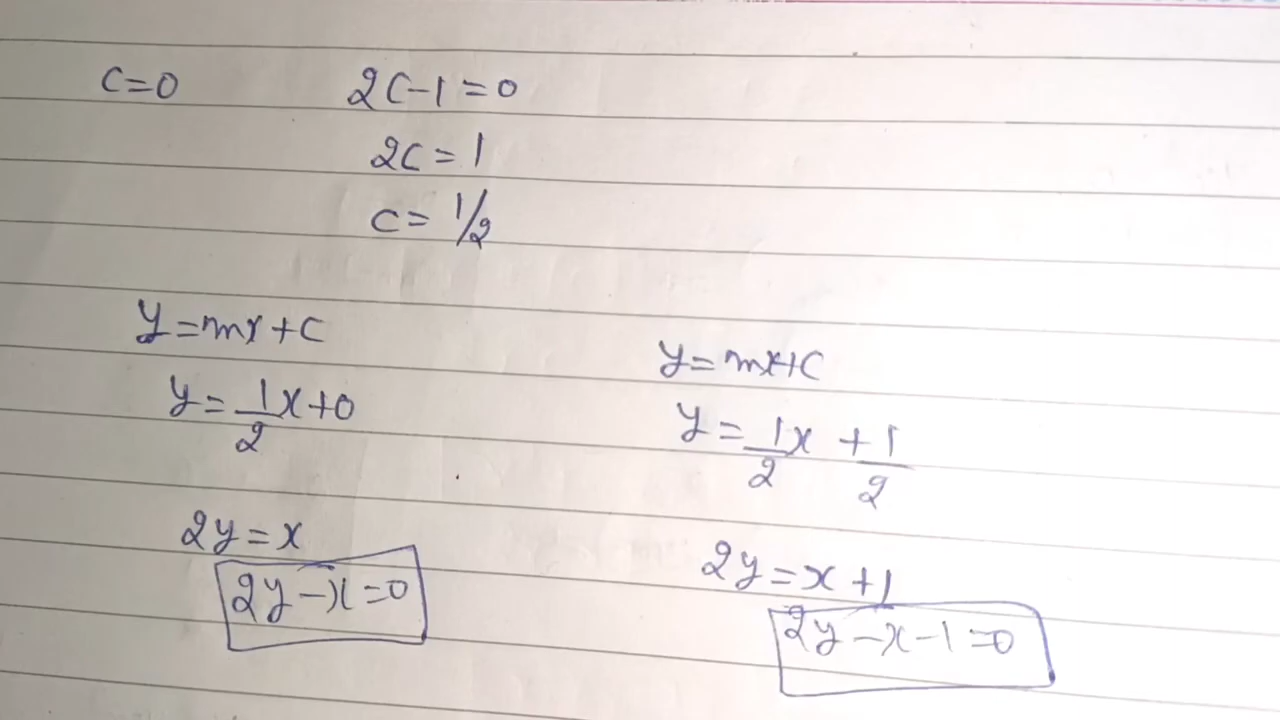 c=0
2c-1=0
2c=1
c=1/2
y=mx+c
y=1/2x+0
2y=x
2y-x=0
y=mx+c
y=1/2x+1/2
2y=x+1
2y-x-1=0